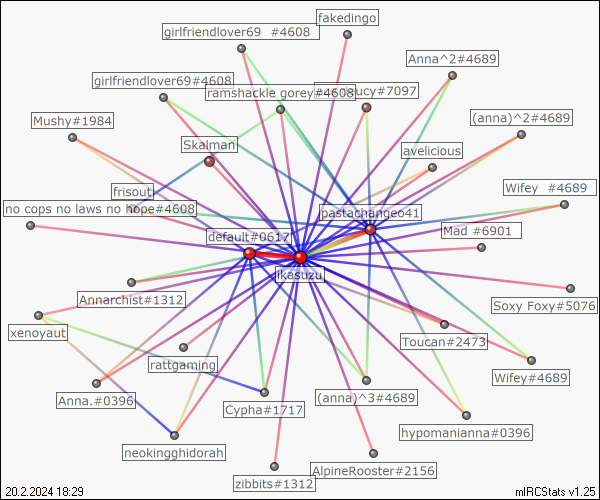 fakedingo
girlfriendlover69 #4608
Anna^2#4689
girlfriendlover69#4608
ramshackle gorey#4608
ucy#7097
Mushy#1984
(anna)^2#4689
Skalman
avelicious
frisout
Wifey #4689
no cops no laws no hope#4608
pastachangeo41
default#0617
Mad #6901
ikasuzu
Annarchist#1312
Soxy Foxy#5076
xenoyaut
Toucan#2473
rattgaming
Wifey#4689
Anna.#0396
(anna)^3#4689
Cypha#1717
hypomanianna#0396
neokingghidorah
AlpineRooster#2156
zibbits#1312
20.2.2024 18:29
mIRCStats v1.25